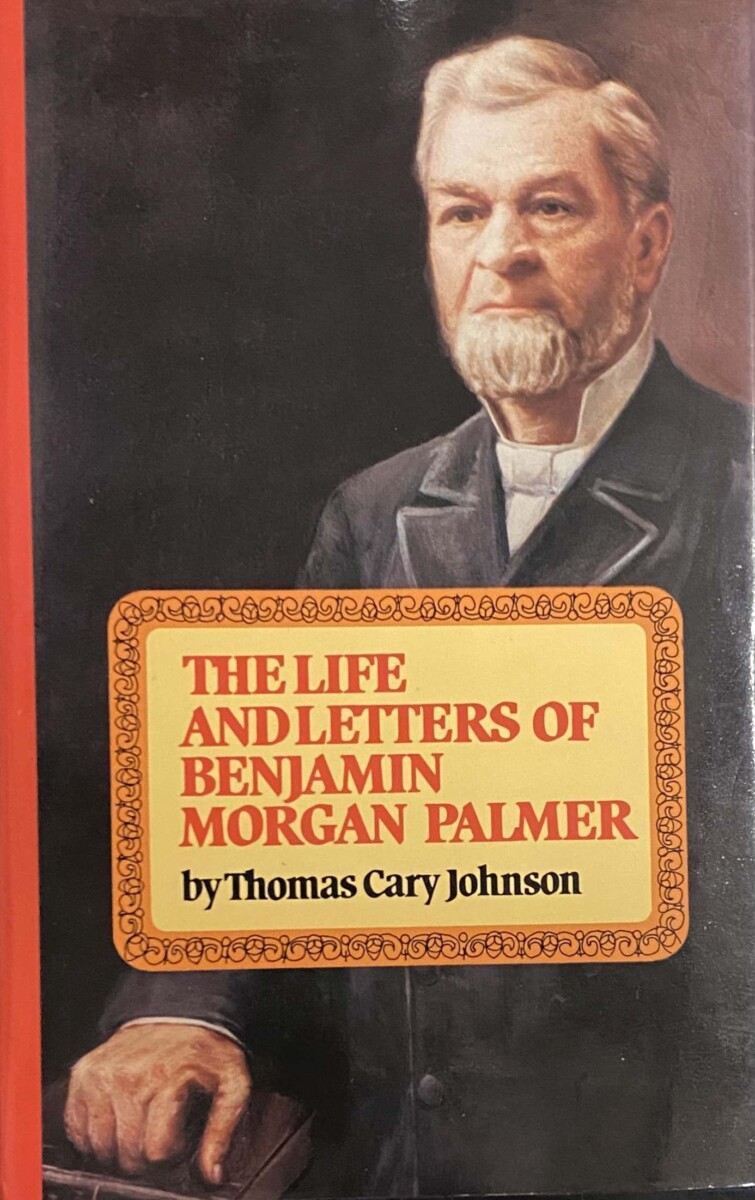 THE LIFE
AND LETTERS OF
BENJAMIN
MORGAN PALMER
by Thomas Cary Johnson